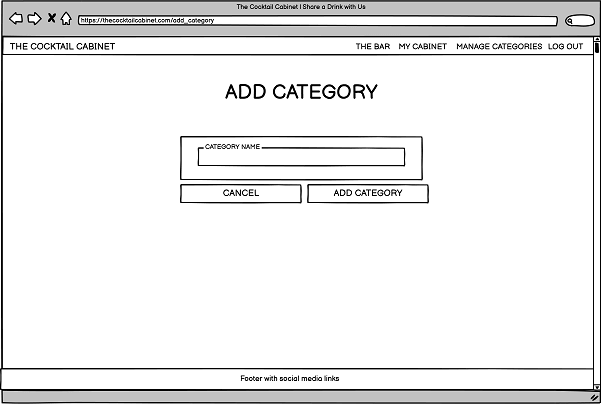 The Cocktail Cabinet | Share a Drink with Us
https://thecocktailcabinet.com/add_category
THE COCKTAIL CABINET THE BAR MY CABINET MANAGE CATEGORIES LOG OUT
ADD CATEGORY
CATEGORY NAME
CANCEL ADD CATEGORY
Footer with social media links